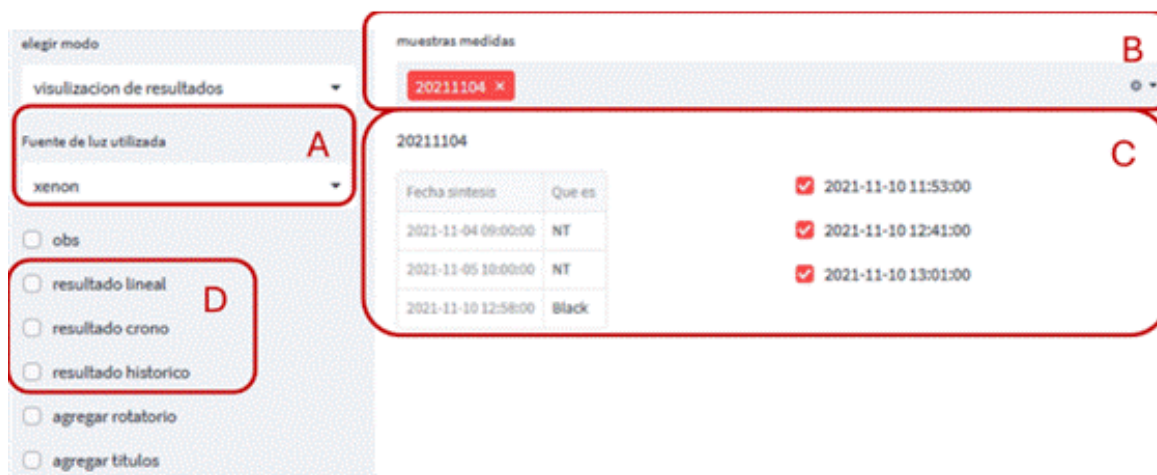 elegir modo
visulizacion de resultados
A
Fuente de luz utilizada
xenon
obs
D
resultado lineal
resultado crono
resultado historico
agregar rotatorio
agregar titulos
B
muestras medidas
20211104 ×
C
20211104
Fecha sintesis Que es
2021-11-04 09:00:00 NT
2021-11-05 10:00:00 NT
2021-11-10 12:58:00 Black
2021-11-10 11:53:00
2021-11-10 12:41:00
2021-11-10 13:01:00